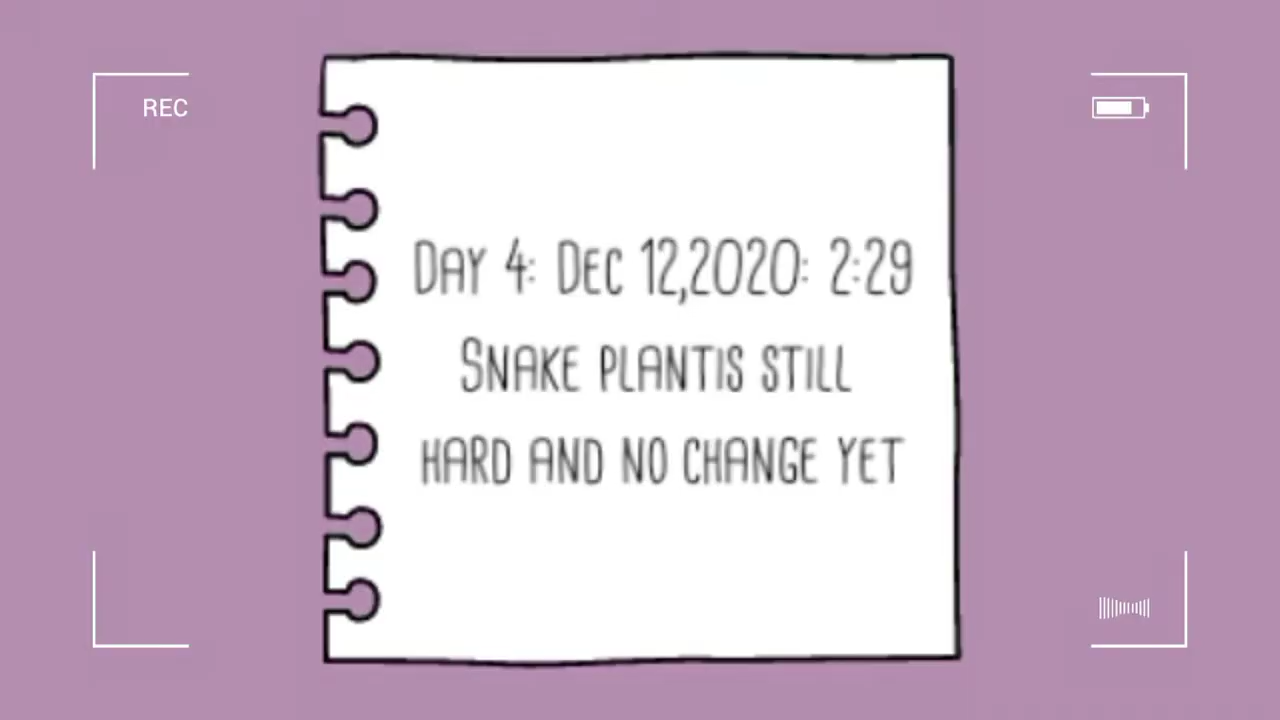 REC
Day 4: Dec 12,2020: 2:29
Snake plantis still
hard and no change yet